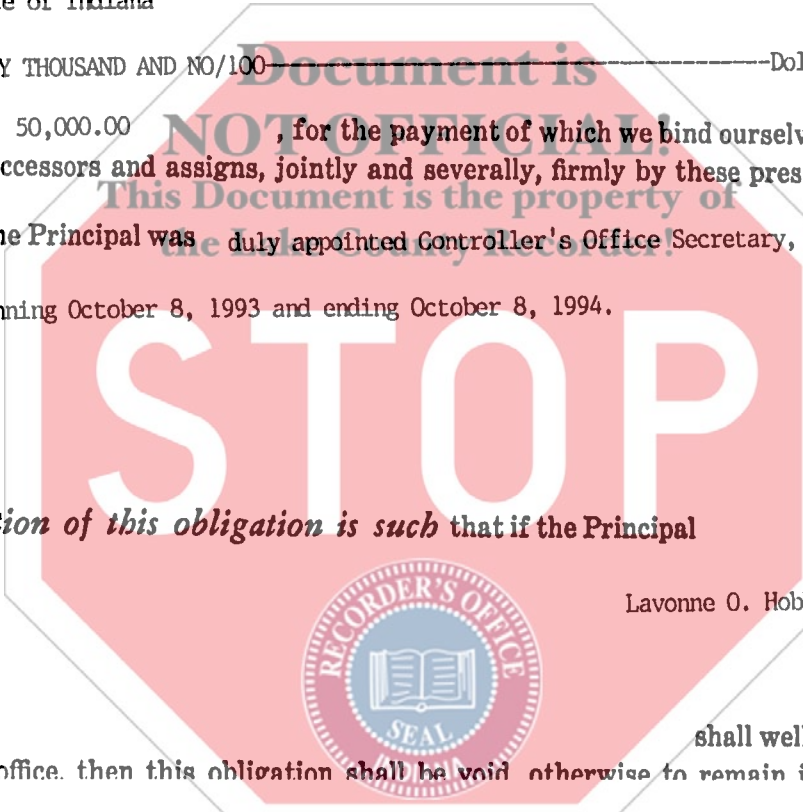 e of Indiana
Y THOUSAND AND NO/100-----------------------------------Dol
Document is
50,000.00 , for the payment of which we bind ourselv
NOT OFFICIAL!
ccessors and assigns, jointly and severally, firmly by these pres
This Document is the property of
he Principal was duly appointed Controller's Office Secretary,
the Lake County Recorder!
nning October 8, 1993 and ending October 8, 1994.
STOP
tion of this obligation is such that if the Principal
Lavonne O. Hob
RECORDER'S OFFICE
SEAL
INDIANA
shall well
office, then this obligation shall be void, otherwise to remain i